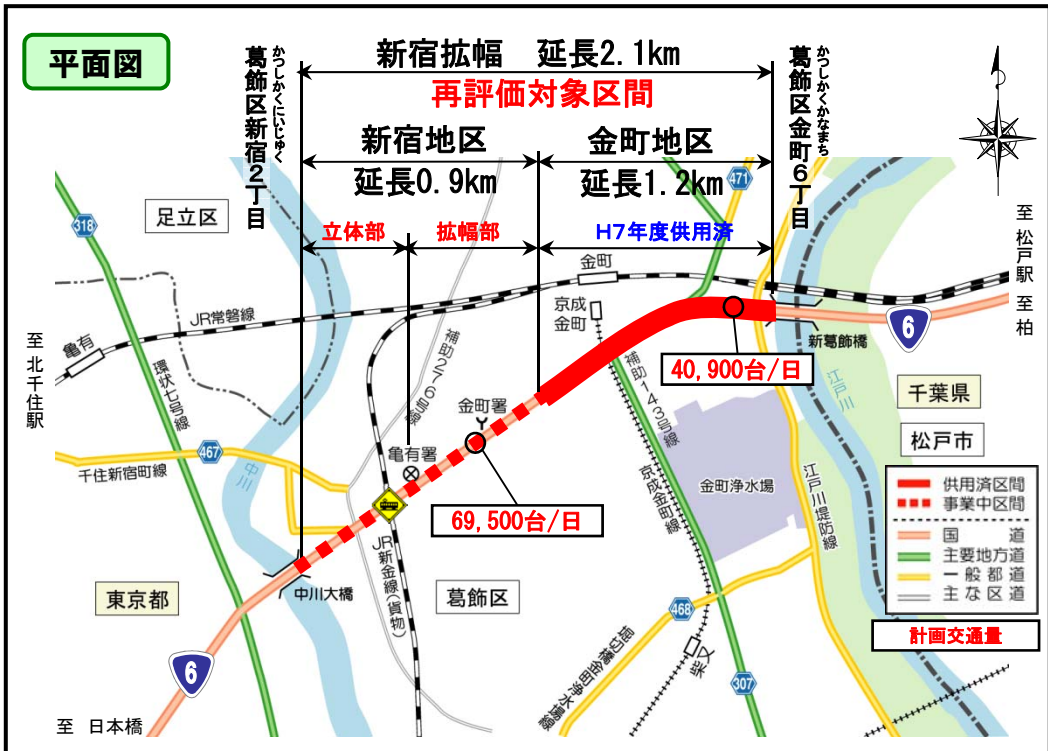 平面図
新宿拡幅 延長2.1km
再評価対象区間
かつしかくにいじゅく
葛飾区新宿2丁目
かつしかくかなまち
葛飾区金町6丁目
新宿地区
延長0.9km
金町地区
延長1.2km
立体部
拡幅部
H7年度供用済
足立区
318
471
至 松戸駅
至 柏
金町
京成
金町
JR常磐線
亀有
至 北千住駅
環状七号線
補助276号線
新葛飾橋
6
江戸川
40,900台/日
補助143号線
千葉県
松戸市
金町署
亀有署
467
千住新宿町線
中川
金町浄水場
京成金町線
江戸川堤防線
69,500台/日
供用済区間
事業中区間
国道
主要地方道
一般都道
主な区道
計画交通量
中川大橋
JR新金線(貨物)
東京都
葛飾区
468
堀切橋金町浄水場線
柴又
307
6
至 日本橋